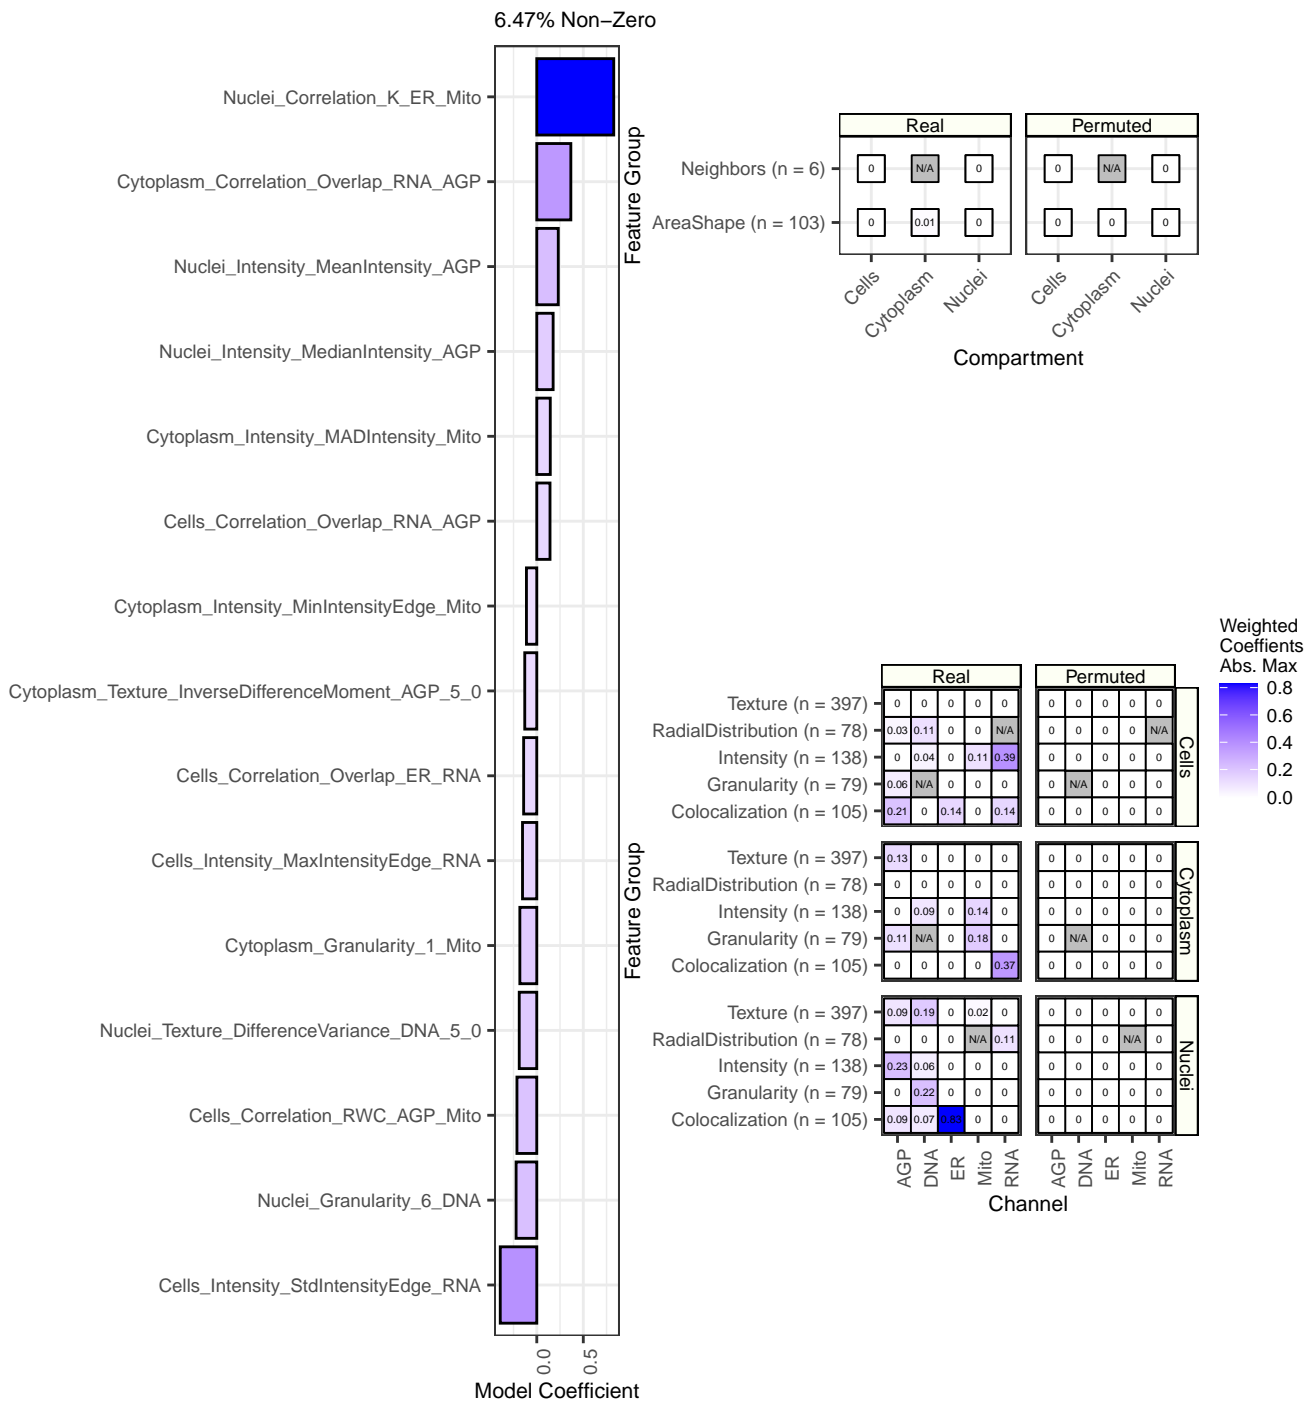 6.47% Non−Zero
Nuclei_Correlation_K_ER_Mito
Cytoplasm_Correlation_Overlap_RNA_AGP
Nuclei_Intensity_MeanIntensity_AGP
Nuclei_Intensity_MedianIntensity_AGP
Cytoplasm_Intensity_MADIntensity_Mito
Cells_Correlation_Overlap_RNA_AGP
Cytoplasm_Intensity_MinIntensityEdge_Mito
Cytoplasm_Texture_InverseDifferenceMoment_AGP_5_0
Cells_Correlation_Overlap_ER_RNA
Cells_Intensity_MaxIntensityEdge_RNA
Cytoplasm_Granularity_1_Mito
Nuclei_Texture_DifferenceVariance_DNA_5_0
Cells_Correlation_RWC_AGP_Mito
Nuclei_Granularity_6_DNA
Cells_Intensity_StdIntensityEdge_RNA
0.0 0.5
Model Coefficient
Feature Group
Real Permuted
Neighbors (n = 6) 0 N/A 0 0 N/A 0
AreaShape (n = 103) 0 0.01 0 0 0 0
Cells Cytoplasm Nuclei Cells Cytoplasm Nuclei
Compartment
Feature Group
Real Permuted
Texture (n = 397) 0 0 0 0 0 0 0 0 0 0
RadialDistribution (n = 78) 0.03 0.11 0 0 N/A 0 0 0 0 N/A
Intensity (n = 138) 0 0.04 0 0.11 0.39 0 0 0 0 0
Granularity (n = 79) 0.06 N/A 0 0 0 0 N/A 0 0 0
Colocalization (n = 105) 0.21 0 0.14 0 0.14 0 0 0 0 0
Cells
Texture (n = 397) 0.13 0 0 0 0 0 0 0 0 0
RadialDistribution (n = 78) 0 0 0 0 0 0 0 0 0 0
Intensity (n = 138) 0 0.09 0 0.14 0 0 0 0 0 0
Granularity (n = 79) 0.11 N/A 0 0.18 0 0 N/A 0 0 0
Colocalization (n = 105) 0 0 0 0 0.37 0 0 0 0 0
Cytoplasm
Texture (n = 397) 0.09 0.19 0 0.02 0 0 0 0 0 0
RadialDistribution (n = 78) 0 0 0 N/A 0.11 0 0 0 N/A 0
Intensity (n = 138) 0.23 0.06 0 0 0 0 0 0 0 0
Granularity (n = 79) 0 0.22 0 0 0 0 0 0 0 0
Colocalization (n = 105) 0.09 0.07 0.83 0 0 0 0 0 0 0
Nuclei
AGP DNA ER Mito RNA AGP DNA ER Mito RNA
Channel
Weighted
Coeffients
Abs. Max
0.8
0.6
0.4
0.2
0.0